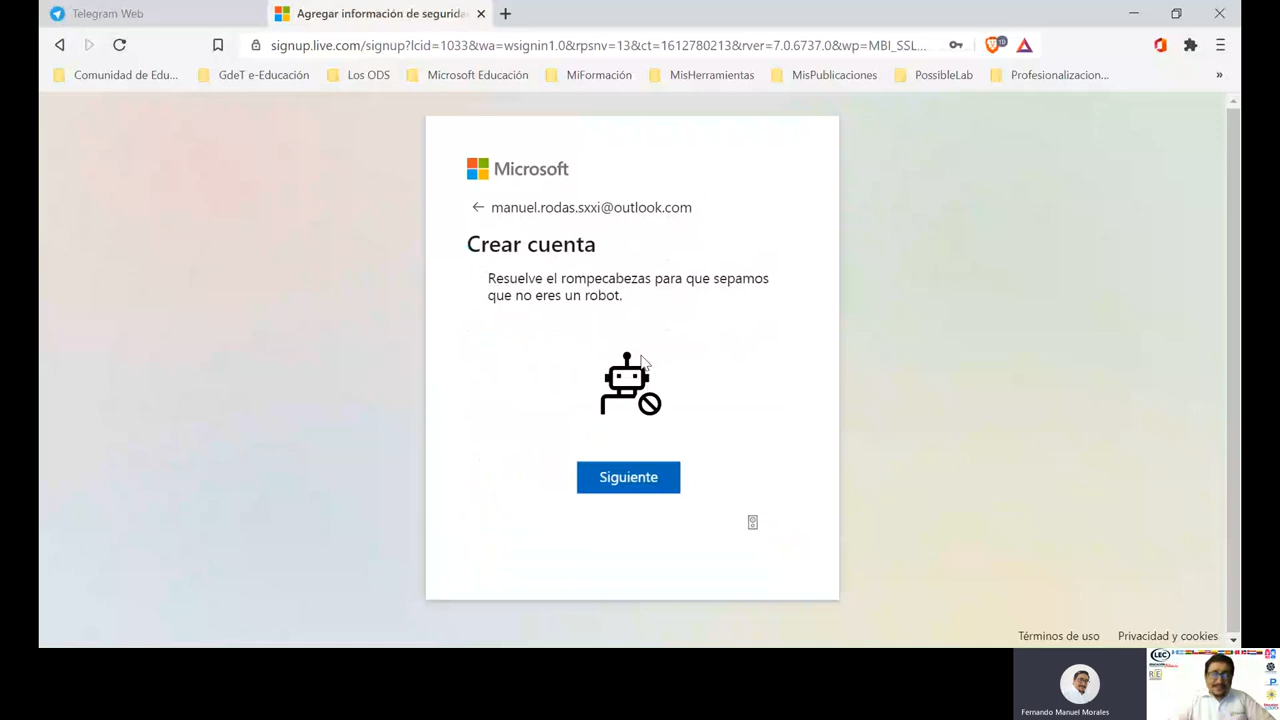 Telegram Web
Agregar información de segurida
signup.live.com/signup?lcid=1033&wa=wsignin1.0&rpsnv=13&ct=1612780213&rver=7.0.6737.0&wp=MBI_SSL...
10
Comunidad de Edu...
GdeT e-Educación
Los ODS
Microsoft Educación
MiFormación
MisHerramientas
MisPublicaciones
PossibleLab
Profesionalizacion...
Microsoft
manuel.rodas.sxxi@outlook.com
Crear cuenta
Resuelve el rompecabezas para que sepamos
que no eres un robot.
Siguiente
Términos de uso
Privacidad y cookies
Fernando Manuel Morales
LEC
RE
P